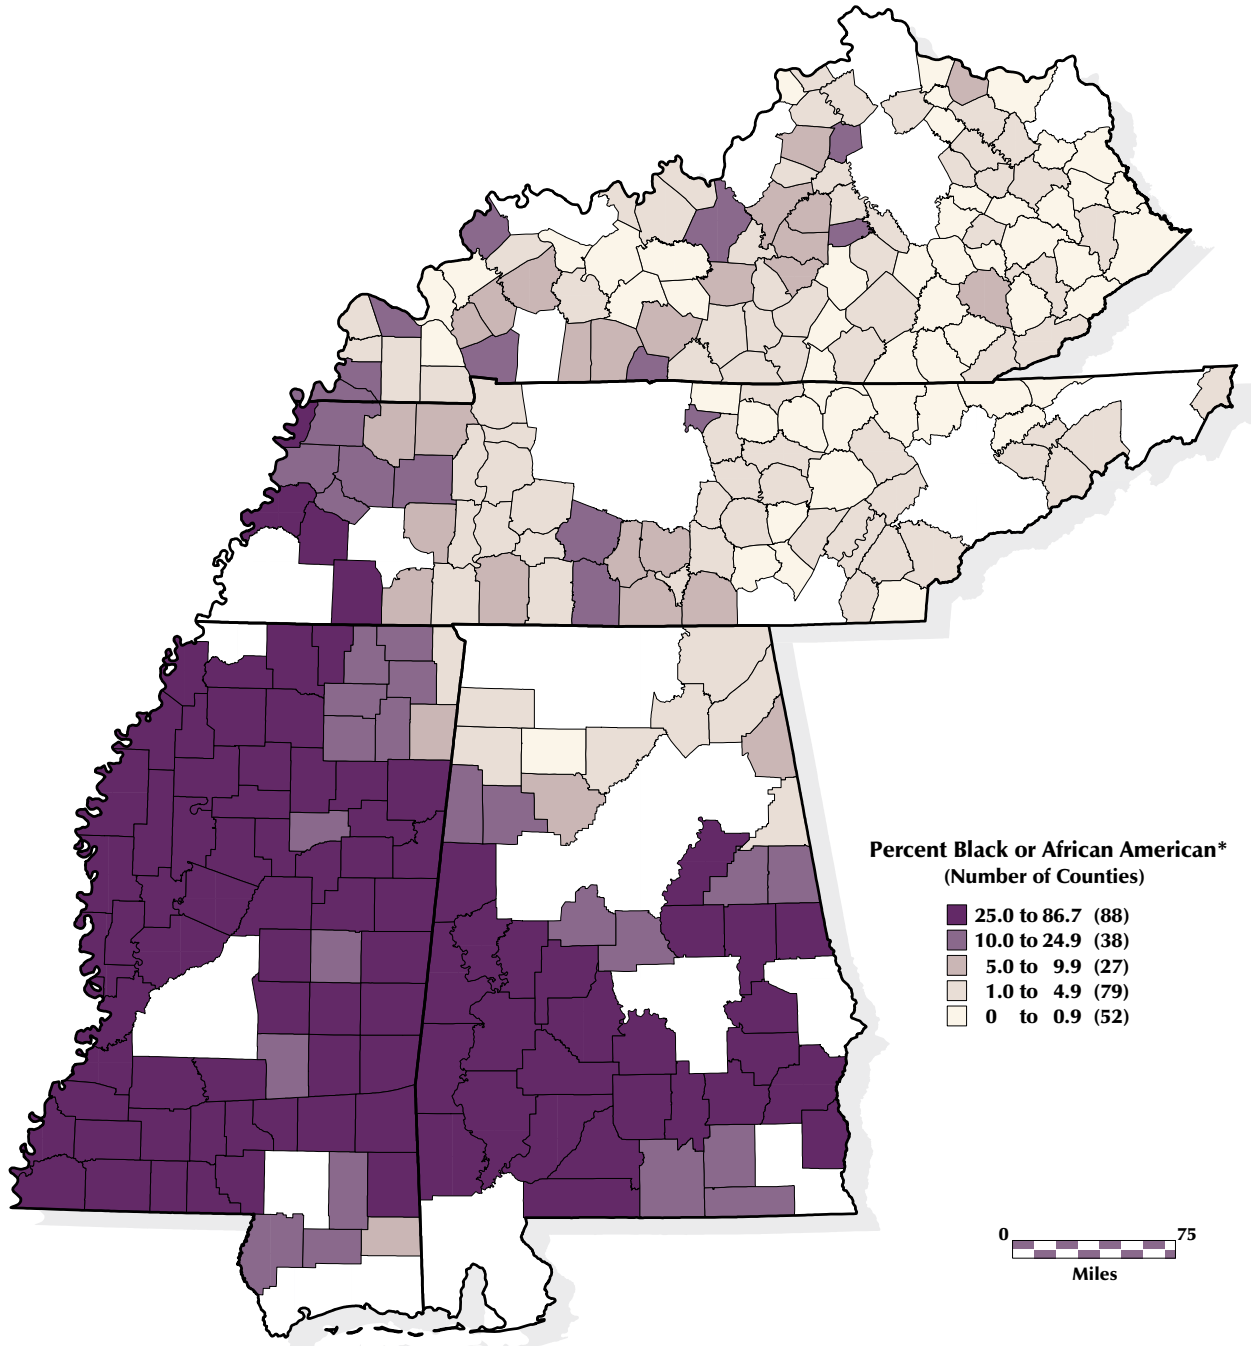 Percent Black or African American*
(Number of Counties)
25.0 to 86.7 (88)
10.0 to 24.9 (38)
5.0 to 9.9 (27)
1.0 to 4.9 (79)
0 to 0.9 (52)
0 75
Miles